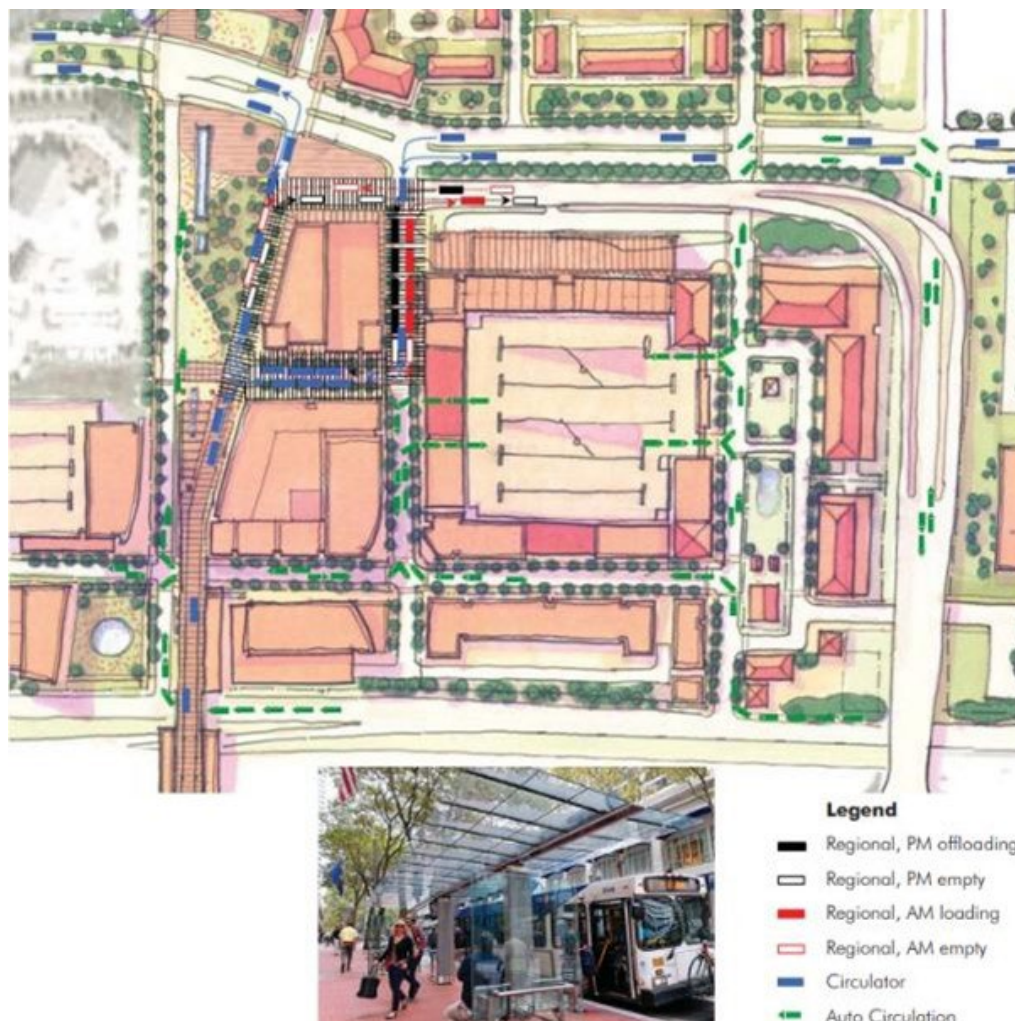 Legend
Regional, PM offloading
Regional, PM empty
Regional, AM loading
Regional, AM empty
Circulator
Auto Circulation